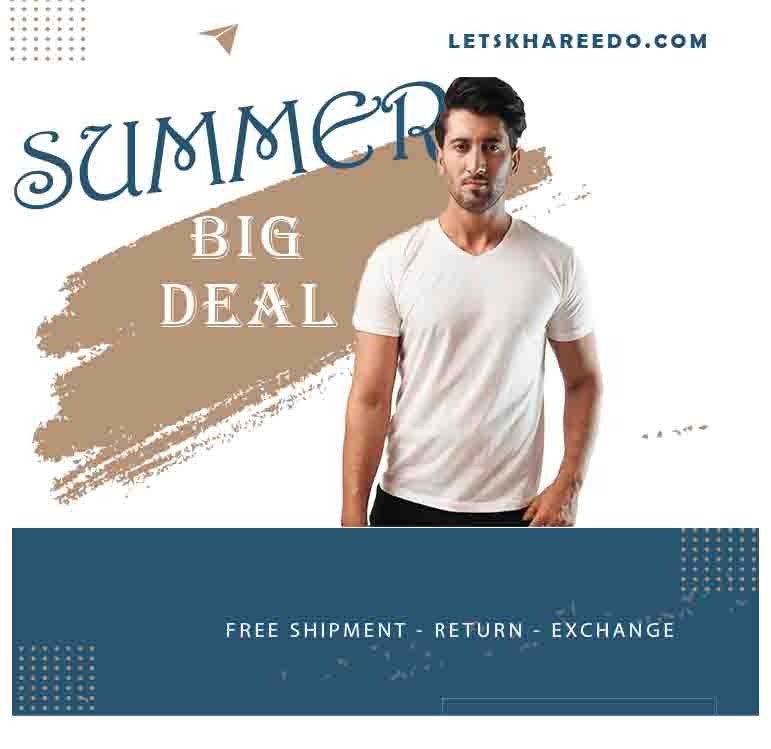 LETSKHAREEDO.COM
SUMMER
BIG
DEAL
FREE SHIPMENT - RETURN - EXCHANGE